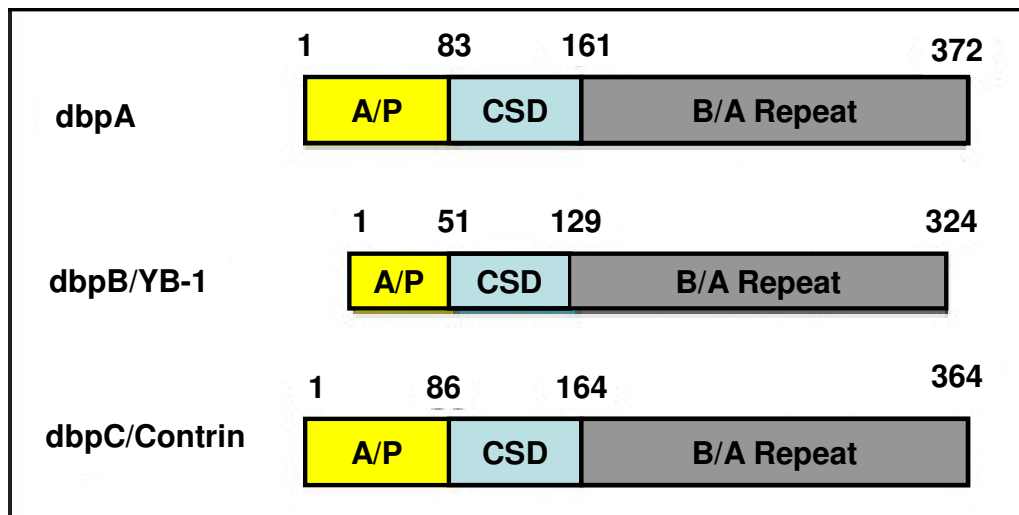 1 83 161 372
dbpA A/P CSD B/A Repeat
1 51 129 324
dbpB/YB-1 A/P CSD B/A Repeat
1 86 164 364
dbpC/Contrin A/P CSD B/A Repeat